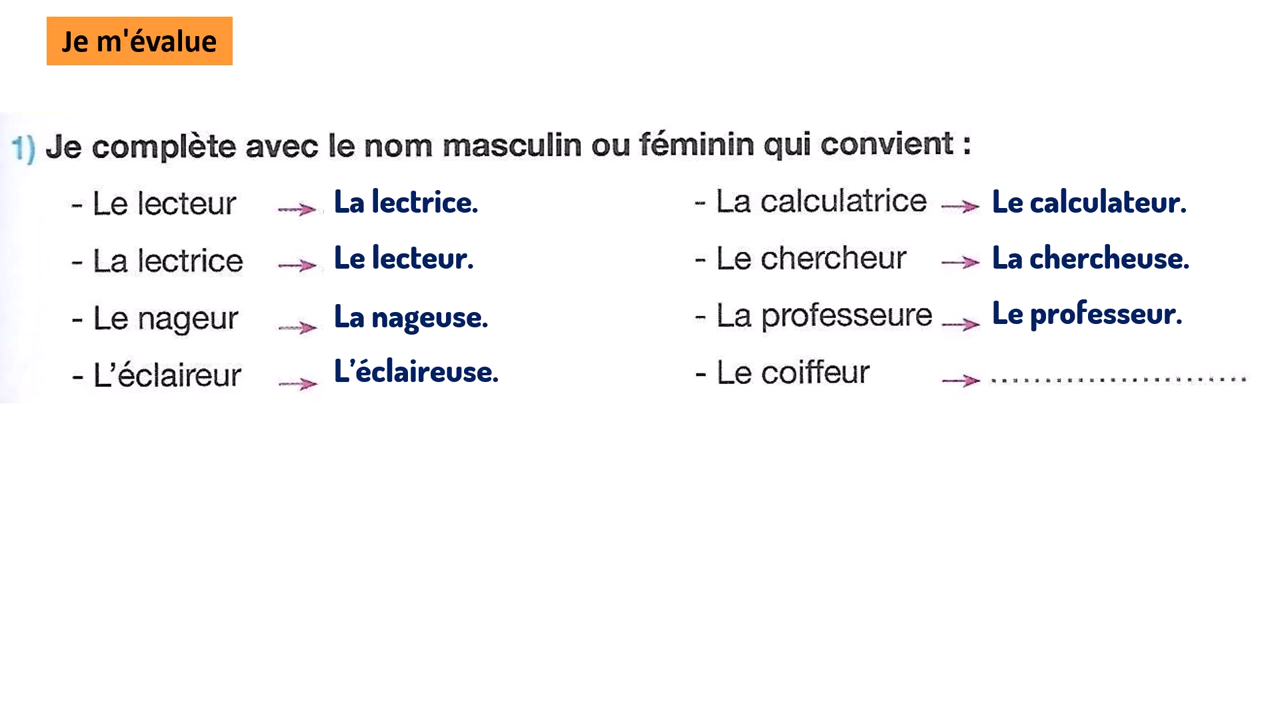 Je m'évalue
1) Je complète avec le nom masculin ou féminin qui convient :
- Le lecteur → La lectrice.
- La lectrice → Le lecteur.
- Le nageur → La nageuse.
- L'éclaireur → L'éclaireuse.
- La calculatrice → Le calculateur.
- Le chercheur → La chercheuse.
- La professeure → Le professeur.
- Le coiffeur → ........................